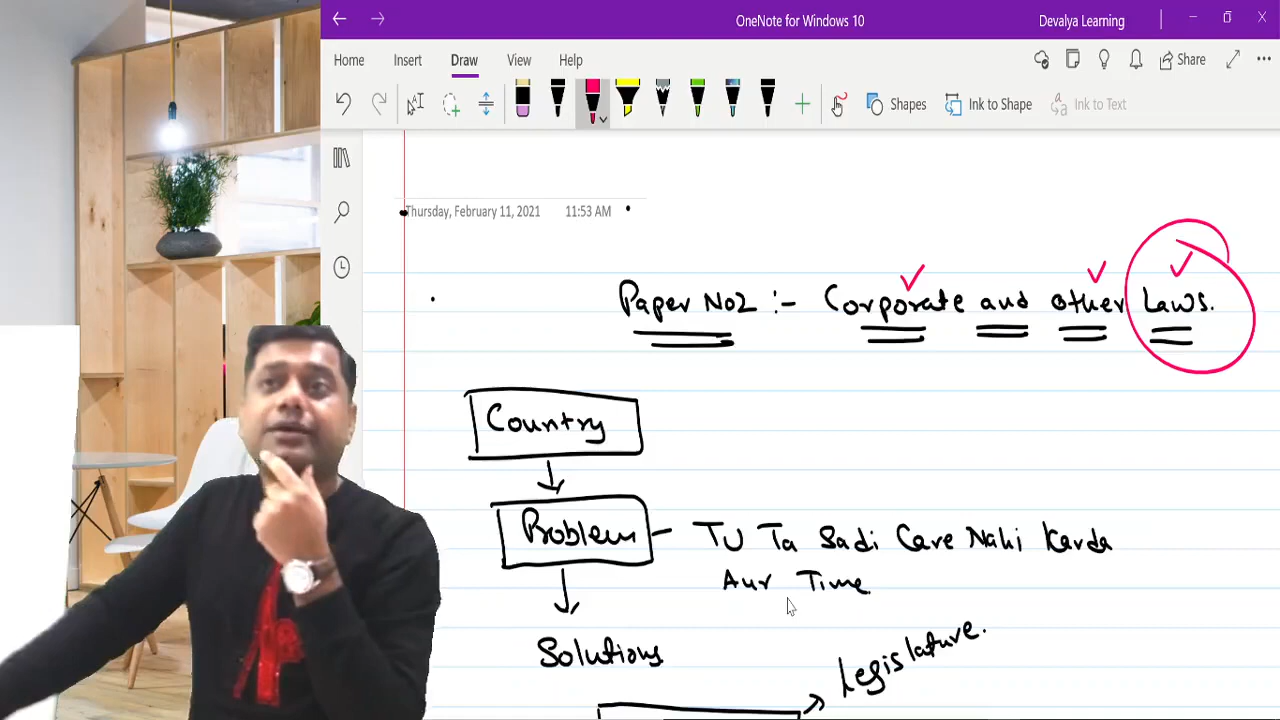 OneNote for Windows 10
Devalya Learning
Home Insert Draw View Help
Share
Shapes
Ink to Shape
Ink to Text
Thursday, February 11, 2021 11:53 AM
Paper No2 :- Corporate and other Laws.
Country
Problem - TU Ta Sadi Care Nahi Karda
Aur Time
Solutions
Legislature.